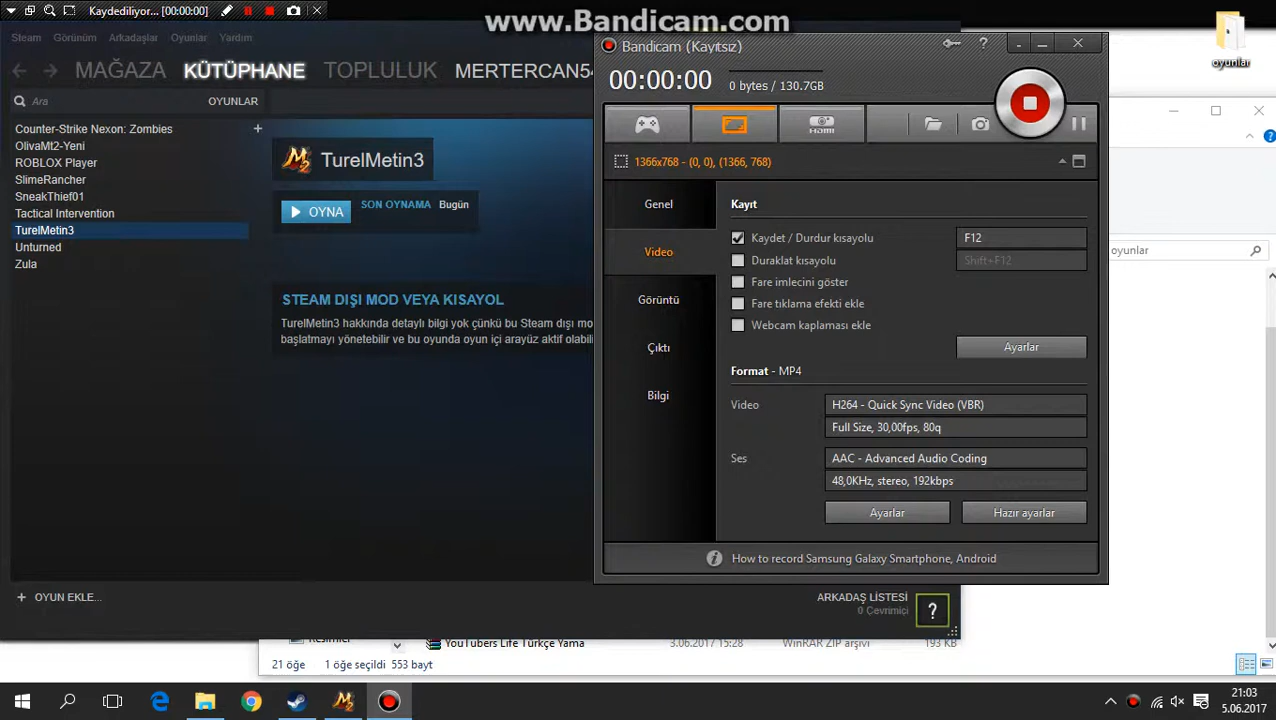 Kaydediliyor... [00:00:00]
www.Bandicam.com
Steam Görünüm Arkadaşlar Oyunlar Yardım
MAĞAZA KÜTÜPHANE TOPLULUK MERTERCAN54
Ara OYUNLAR
Counter-Strike Nexon: Zombies
OlivaMt2-Yeni
ROBLOX Player
SlimeRancher
SneakThief01
Tactical Intervention
TurelMetin3
Unturned
Zula
TurelMetin3
OYNA SON OYNAMA Bugün
STEAM DIŞI MOD VEYA KISAYOL
TurelMetin3 hakkında detaylı bilgi yok çünkü bu Steam dışı mo
başlatmayı yönetebilir ve bu oyunda oyun içi arayüz aktif olabili
+ OYUN EKLE...
ARKADAŞ LİSTESİ
0 Çevrimiçi
?
Bandicam (Kayıtsız)
00:00:00 0 bytes / 130.7GB
HDMI
1366x768 - (0, 0), (1366, 768)
Genel
Video
Görüntü
Çıktı
Bilgi
Kayıt
Kaydet / Durdur kısayolu F12
Duraklat kısayolu Shift+F12
Fare imlecini göster
Fare tıklama efekti ekle
Webcam kaplaması ekle
Ayarlar
Format - MP4
Video H264 - Quick Sync Video (VBR)
Full Size, 30,00fps, 80q
Ses AAC - Advanced Audio Coding
48,0KHz, stereo, 192kbps
Ayarlar Hazır ayarlar
How to record Samsung Galaxy Smartphone, Android
oyunlar
oyunlar
Resimler YouTubers Life Türkçe Yama 3.06.2017 15:28 WinRAR ZIP arşivi 193 KB
21 öğe 1 öğe seçildi 553 bayt
21:03
5.06.2017